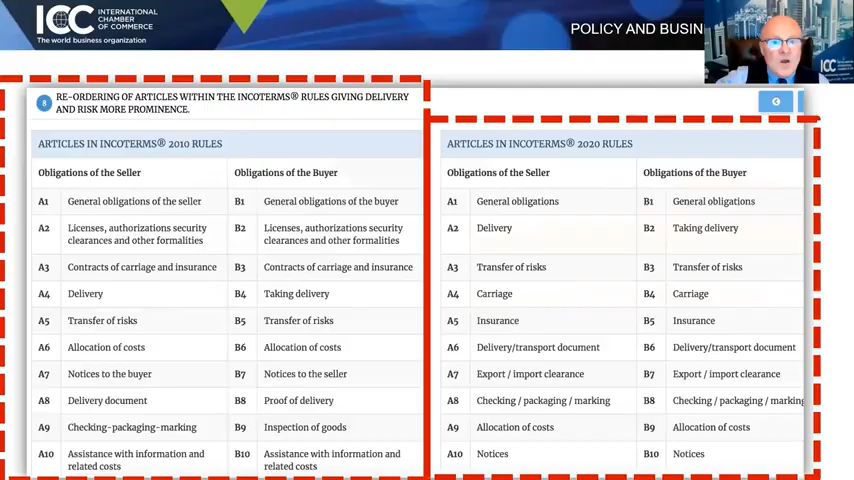 ICC INTERNATIONAL
CHAMBER
OF COMMERCE
The world business organization
POLICY AND BUSIN
ICC
8 RE-ORDERING OF ARTICLES WITHIN THE INCOTERMS® RULES GIVING DELIVERY
AND RISK MORE PROMINENCE.
ARTICLES IN INCOTERMS® 2010 RULES
Obligations of the Seller Obligations of the Buyer
A1 General obligations of the seller B1 General obligations of the buyer
A2 Licenses, authorizations security B2 Licenses, authorizations security
clearances and other formalities clearances and other formalities
A3 Contracts of carriage and insurance B3 Contracts of carriage and insurance
A4 Delivery B4 Taking delivery
A5 Transfer of risks B5 Transfer of risks
A6 Allocation of costs B6 Allocation of costs
A7 Notices to the buyer B7 Notices to the seller
A8 Delivery document B8 Proof of delivery
A9 Checking-packaging-marking B9 Inspection of goods
A10 Assistance with information and B10 Assistance with information and
related costs related costs
ARTICLES IN INCOTERMS® 2020 RULES
Obligations of the Seller Obligations of the Buyer
A1 General obligations B1 General obligations
A2 Delivery B2 Taking delivery
A3 Transfer of risks B3 Transfer of risks
A4 Carriage B4 Carriage
A5 Insurance B5 Insurance
A6 Delivery/transport document B6 Delivery/transport document
A7 Export / import clearance B7 Export / import clearance
A8 Checking / packaging / marking B8 Checking / packaging / marking
A9 Allocation of costs B9 Allocation of costs
A10 Notices B10 Notices